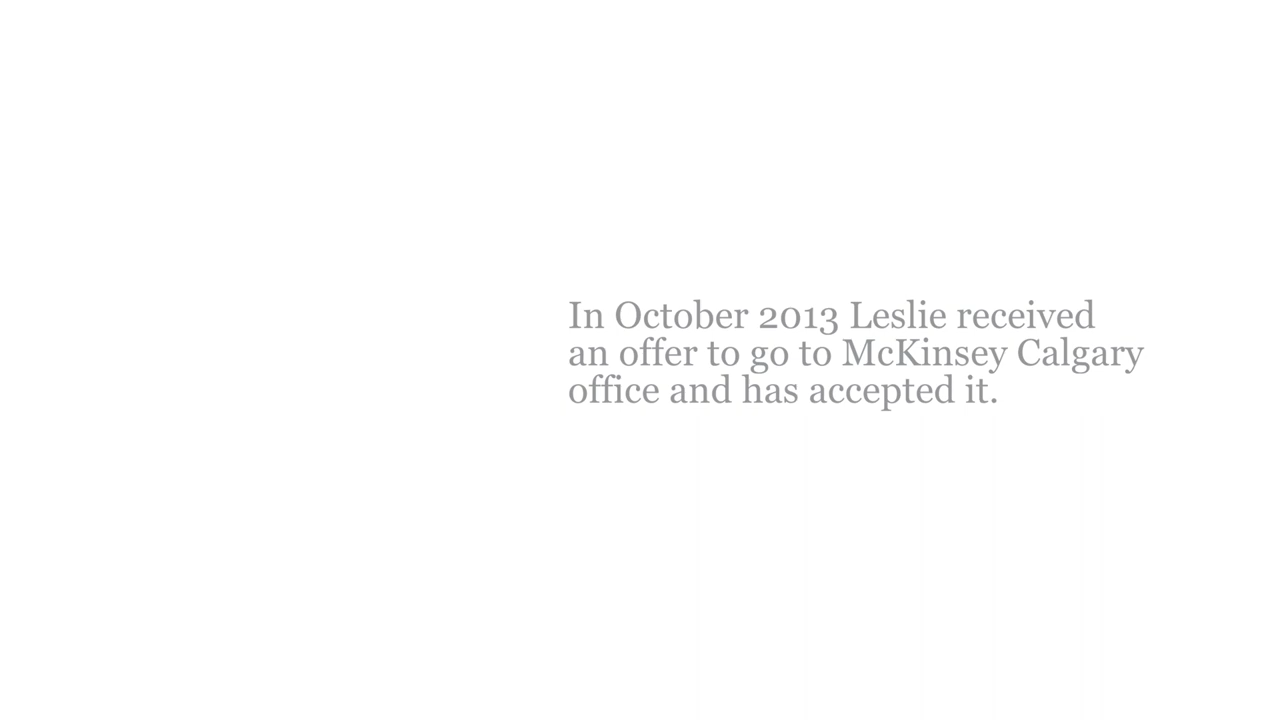 In October 2013 Leslie received
an offer to go to McKinsey Calgary
office and has accepted it.